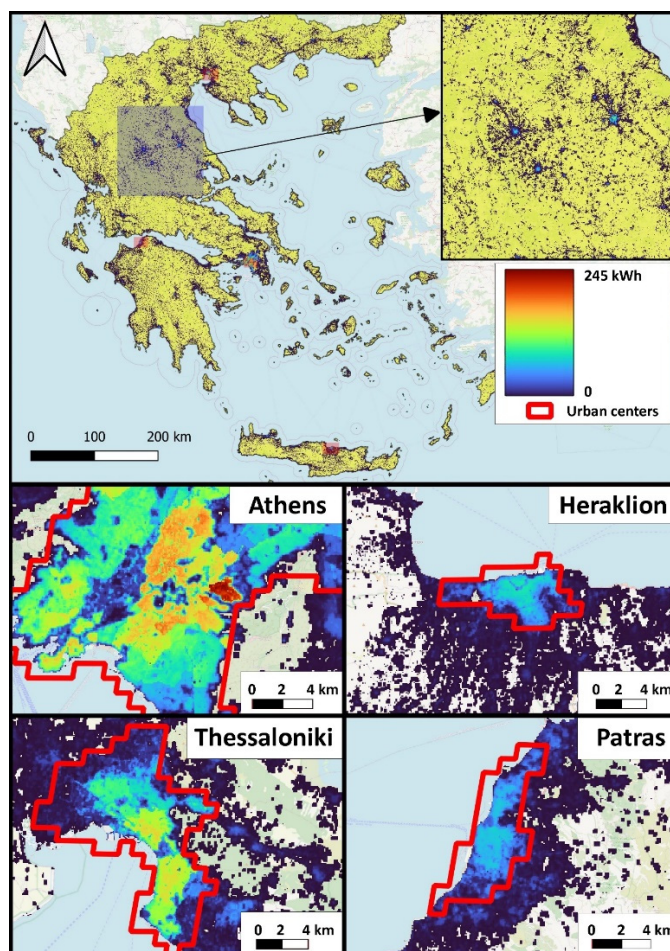 245 kWh
0
Urban centers
0 100 200 km
Athens
0 2 4 km
Heraklion
0 2 4 km
Thessaloniki
0 2 4 km
Patras
0 2 4 km